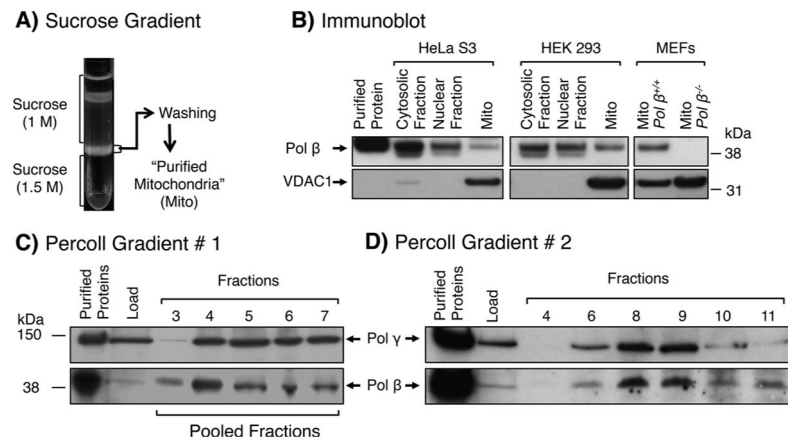 A) Sucrose Gradient
Sucrose
(1 M)
Sucrose
(1.5 M)
Washing
“Purified
Mitochondria”
(Mito)
B) Immunoblot
HeLa S3
HEK 293
MEFs
Purified
Protein
Cytosolic
Fraction
Nuclear
Fraction
Mito
Cytosolic
Fraction
Nuclear
Fraction
Mito
Mito
Pol β+/+
Mito
Pol β-/-
kDa
Pol β
38
VDAC1
31
C) Percoll Gradient # 1
Purified
Proteins
Load
Fractions
3 4 5 6 7
kDa
150
Pol γ
38
Pol β
Pooled Fractions
D) Percoll Gradient # 2
Purified
Proteins
Load
Fractions
4 6 8 9 10 11